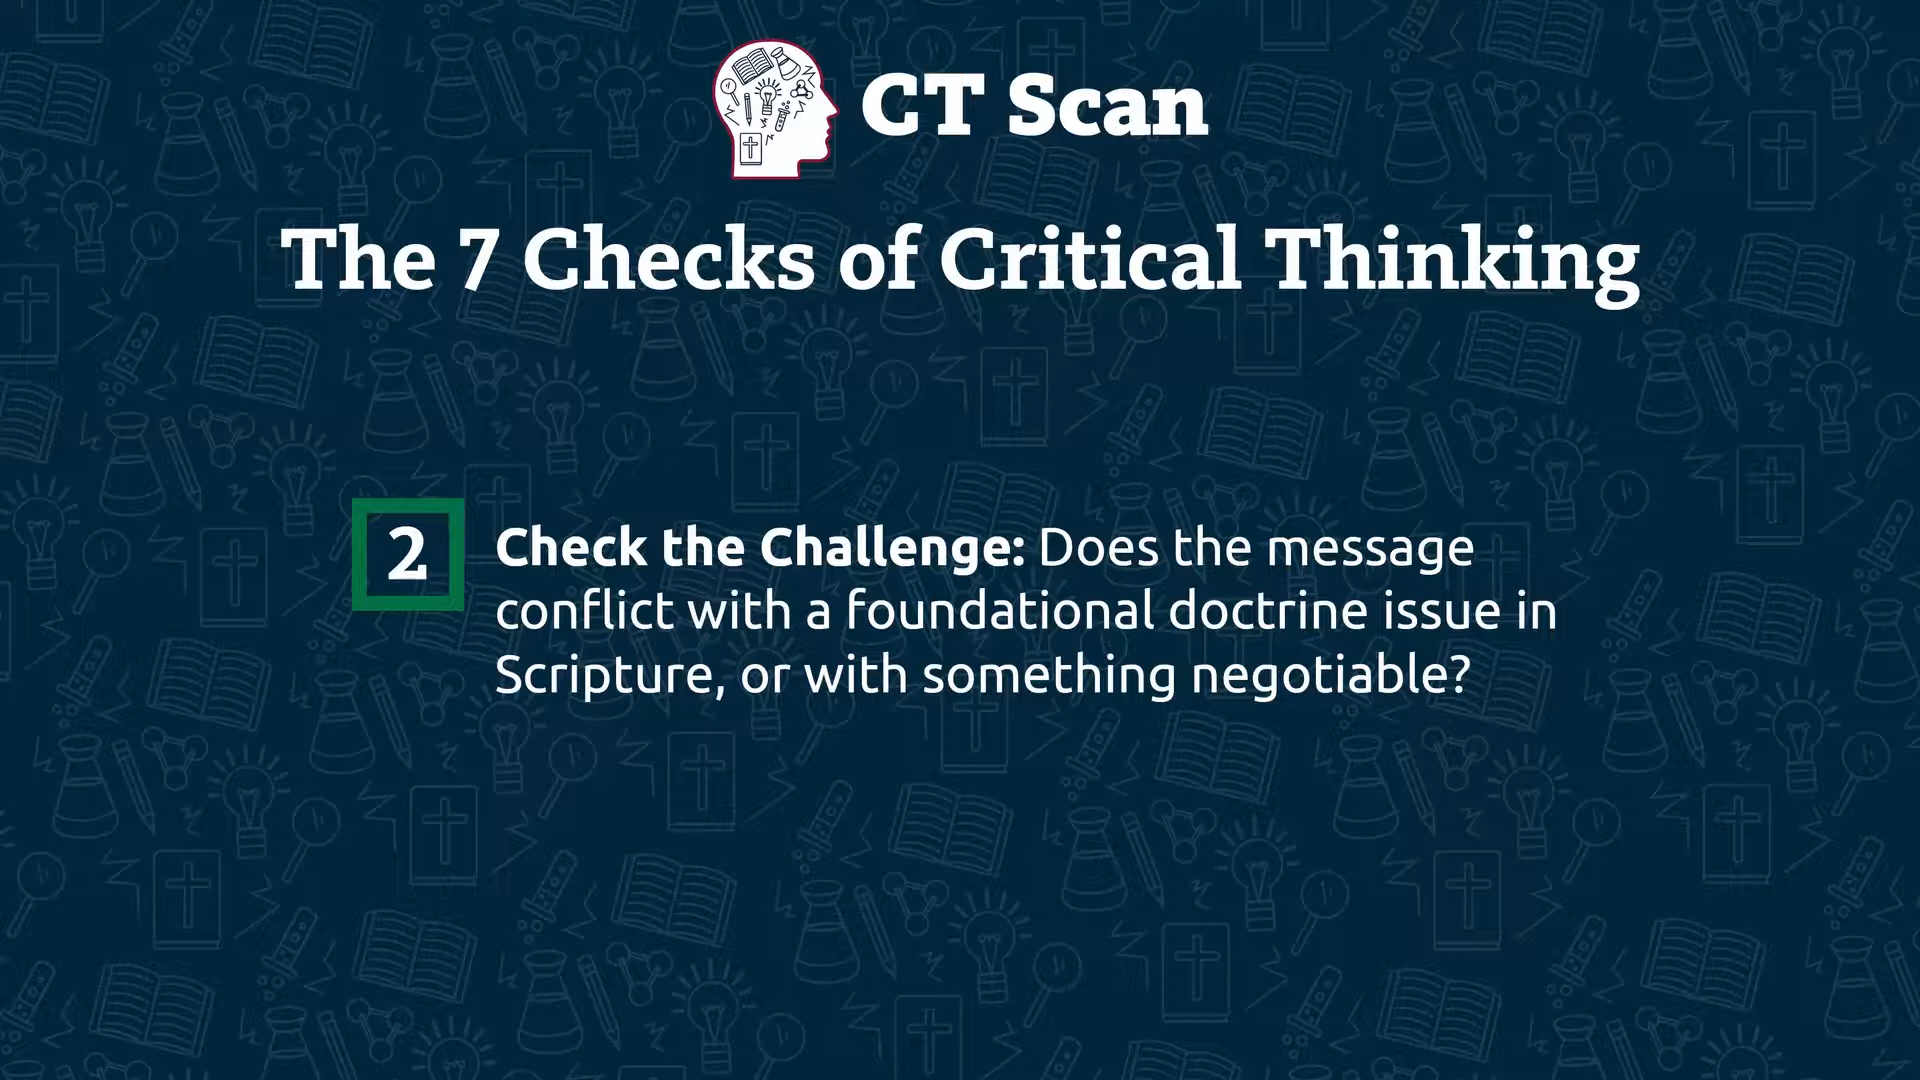 CT Scan
The 7 Checks of Critical Thinking
2
Check the Challenge: Does the message
conflict with a foundational doctrine issue in
Scripture, or with something negotiable?